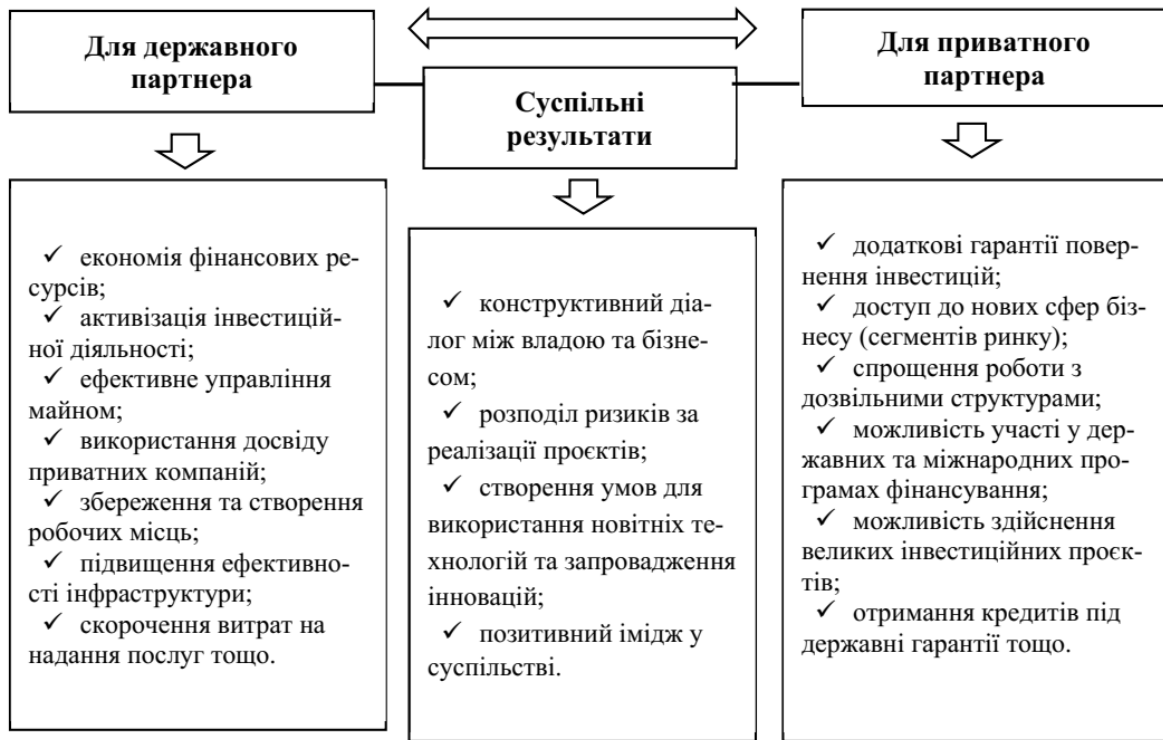 Для державного
партнера
Суспільні
результати
Для приватного
партнера
✓ економія фінансових ре-
сурсів;
✓ активізація інвестицій-
ної діяльності;
✓ ефективне управління
майном;
✓ використання досвіду
приватних компаній;
✓ збереження та створення
робочих місць;
✓ підвищення ефективно-
сті інфраструктури;
✓ скорочення витрат на
надання послуг тощо.
✓ конструктивний діа-
лог між владою та бізне-
сом;
✓ розподіл ризиків за
реалізації проєктів;
✓ створення умов для
використання новітніх те-
хнологій та запровадження
інновацій;
✓ позитивний імідж у
суспільстві.
✓ додаткові гарантії повер-
нення інвестицій;
✓ доступ до нових сфер біз-
несу (сегментів ринку);
✓ спрощення роботи з
дозвільними структурами;
✓ можливість участі у дер-
жавних та міжнародних про-
грамах фінансування;
✓ можливість здійснення
великих інвестиційних проєк-
тів;
✓ отримання кредитів під
державні гарантії тощо.